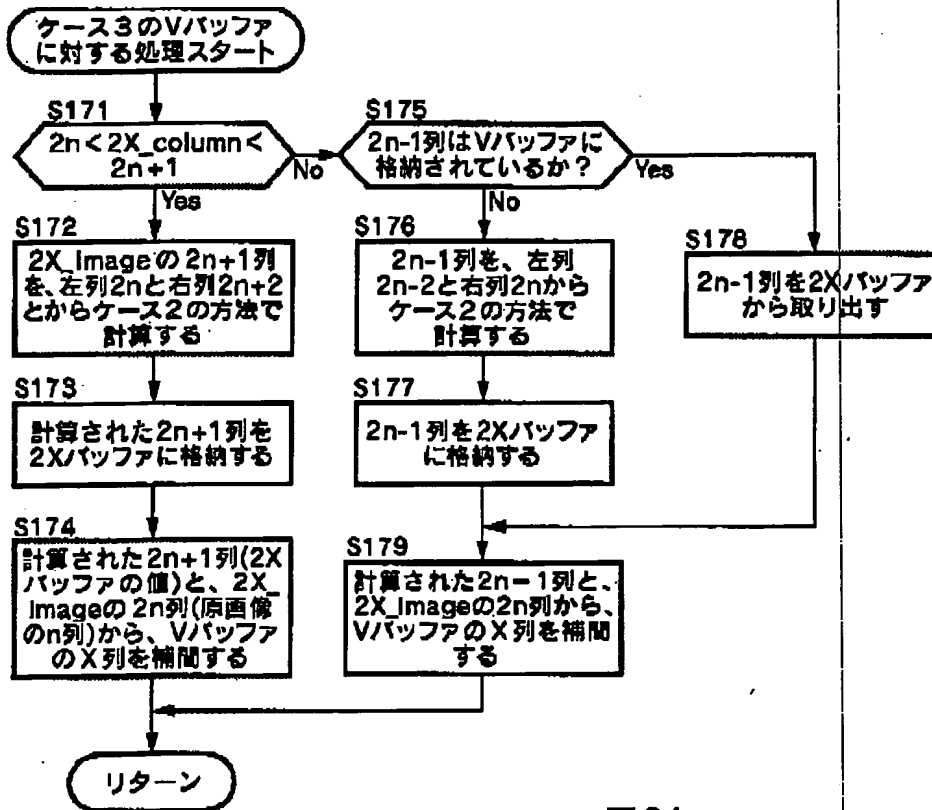 ケース3のVバッファ
に対する処理スタート
S171
2n<2X_column<
2n+1
No
Yes
S175
2n-1列はVバッファに
格納されているか？
Yes
No
S172
2X_Imageの2n+1列
を、左列2nと右列2n+2
とからケース2の方法で
計算する
S176
2n-1列を、左列
2n-2と右列2nから
ケース2の方法で
計算する
S178
2n-1列を2Xバッファ
から取り出す
S173
計算された2n+1列を
2Xバッファに格納する
S177
2n-1列を2Xバッファ
に格納する
S174
計算された2n+1列(2X
バッファの値)と、2X_
Imageの2n列(原画像
のn列)から、Vバッファ
のX列を補間する
S179
計算された2n-1列と、
2X_Imageの2n列から、
VバッファのX列を補間
する
リターン